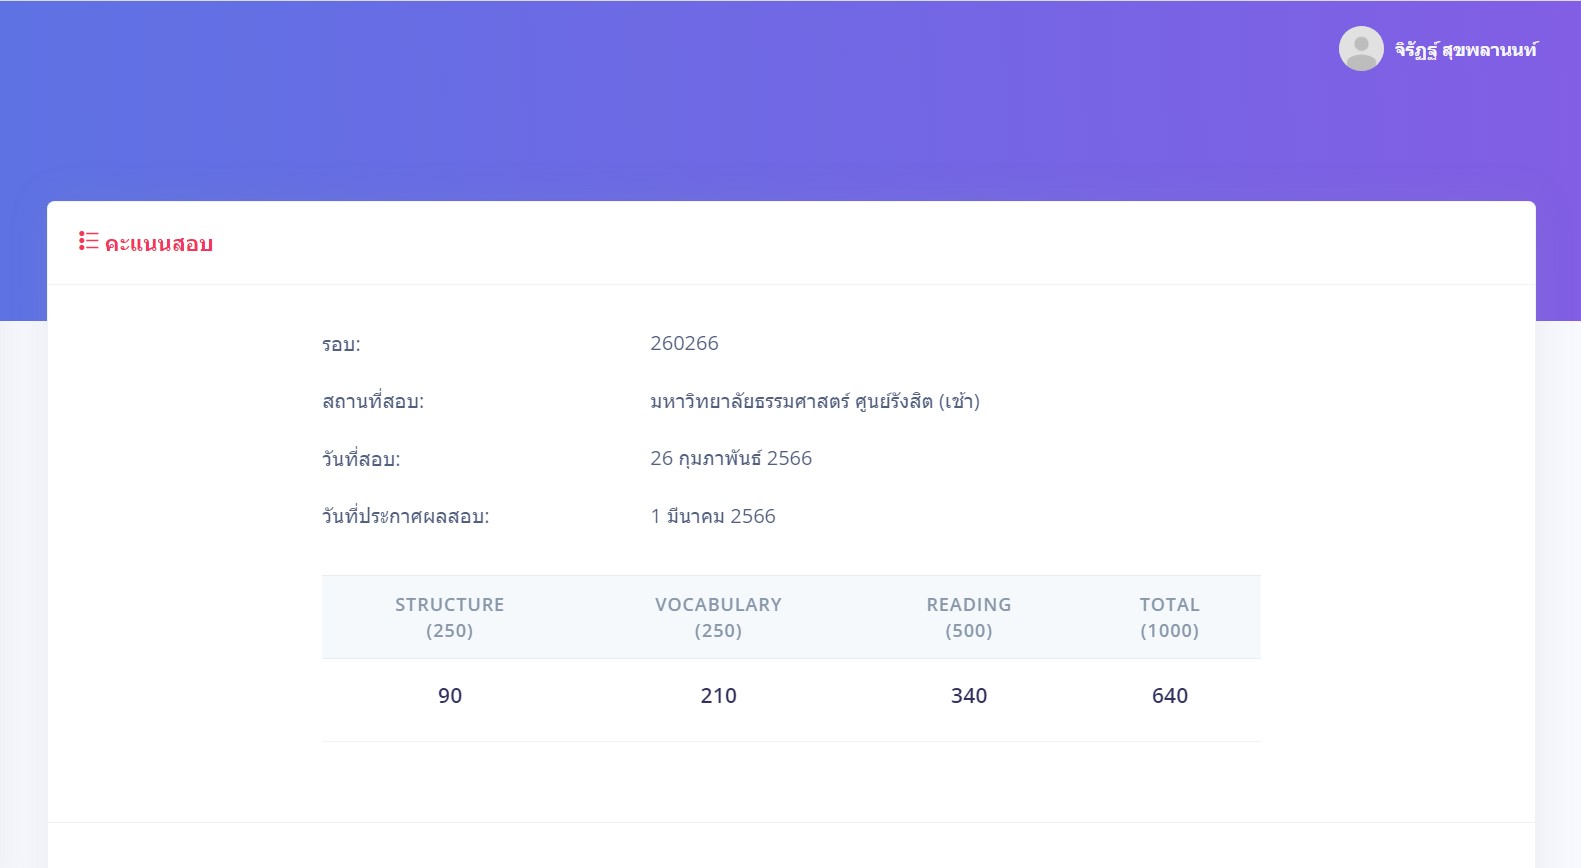 จิรัฏฐ์ สุขพลานนท์
คะแนนสอบ
รอบ: 260266
สถานที่สอบ: มหาวิทยาลัยธรรมศาสตร์ ศูนย์รังสิต (เช้า)
วันที่สอบ: 26 กุมภาพันธ์ 2566
วันที่ประกาศผลสอบ: 1 มีนาคม 2566
STRUCTURE VOCABULARY READING TOTAL
(250) (250) (500) (1000)
90 210 340 640